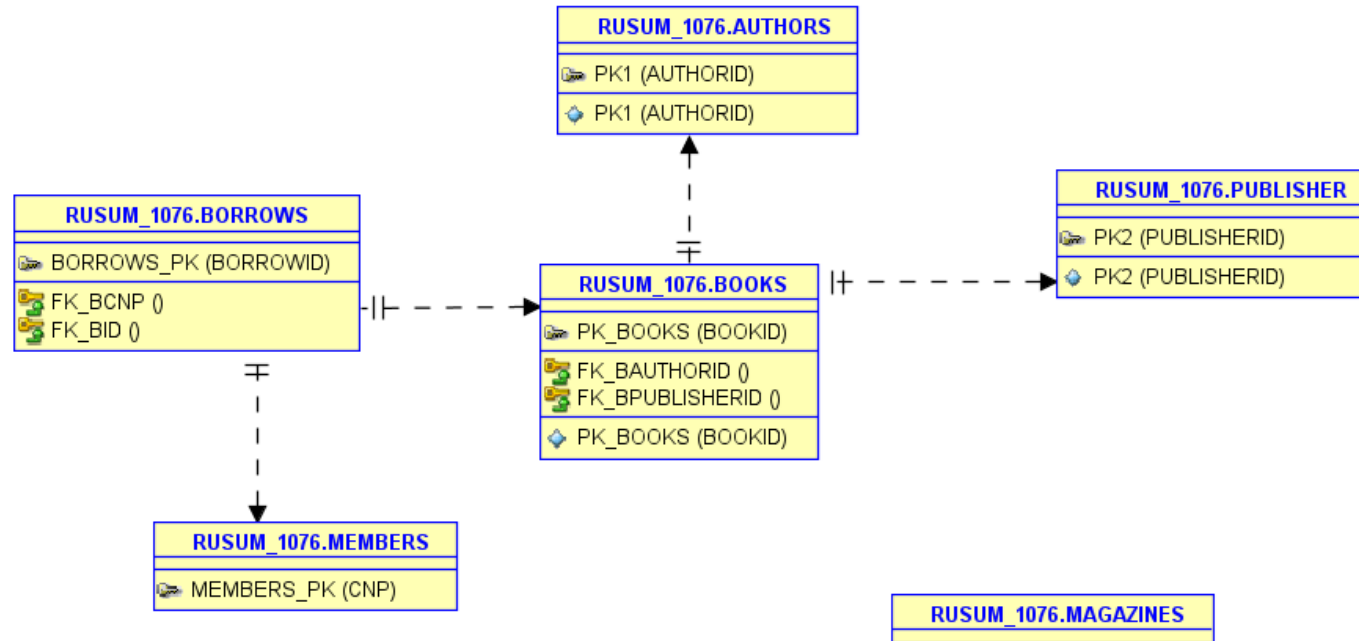 RUSUM_1076.AUTHORS
PK1 (AUTHORID)
PK1 (AUTHORID)
RUSUM_1076.PUBLISHER
PK2 (PUBLISHERID)
PK2 (PUBLISHERID)
RUSUM_1076.BORROWS
BORROWS_PK (BORROWID)
FK_BCNP ()
FK_BID ()
RUSUM_1076.BOOKS
PK_BOOKS (BOOKID)
FK_BAUTHORID ()
FK_BPUBLISHERID ()
PK_BOOKS (BOOKID)
RUSUM_1076.MEMBERS
MEMBERS_PK (CNP)
RUSUM_1076.MAGAZINES